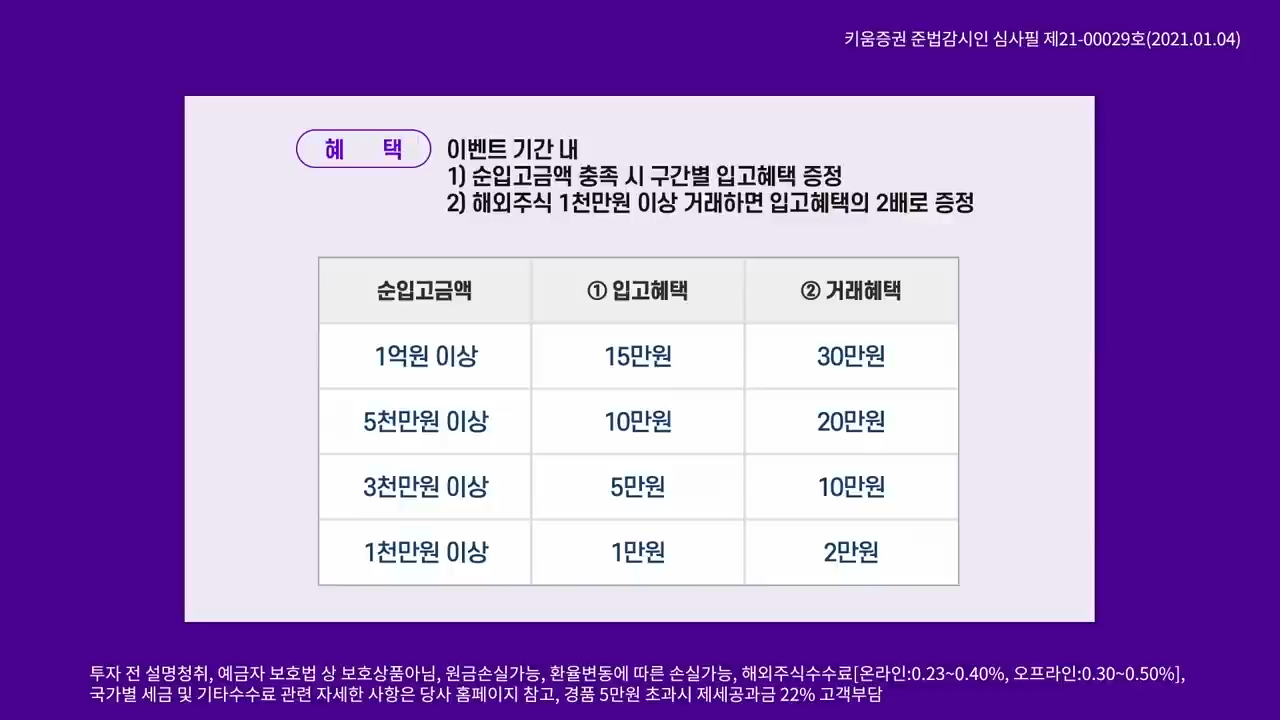 키움증권 준법감시인 심사필 제21-00029호(2021.01.04)
혜 택
이벤트 기간 내
1) 순입고금액 충족 시 구간별 입고혜택 증정
2) 해외주식 1천만원 이상 거래하면 입고혜택의 2배로 증정
순입고금액 ① 입고혜택 ② 거래혜택
1억원 이상 15만원 30만원
5천만원 이상 10만원 20만원
3천만원 이상 5만원 10만원
1천만원 이상 1만원 2만원
투자 전 설명청취, 예금자 보호법 상 보호상품아님, 원금손실가능, 환율변동에 따른 손실가능, 해외주식수수료[온라인:0.23~0.40%, 오프라인:0.30~0.50%],
국가별 세금 및 기타수수료 관련 자세한 사항은 당사 홈페이지 참고, 경품 5만원 초과시 제세공과금 22% 고객부담